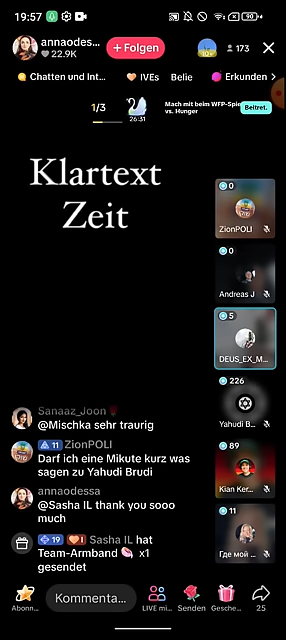 19:57
90
annaodes...
22.9K
+ Folgen
173
Chatten und Int...
IVEs
Belie
Erkunden
1/3
26:31
Mach mit beim WFP-Spie
vs. Hunger
Beitret.
Klartext
Zeit
0
ZionPOLI
0
Andreas J
5
DEUS_EX_M...
226
Yahudi B...
89
Kian Ker...
11
Где мой ...
Sanaaz_Joon
@Mischka sehr traurig
11 ZionPOLI
Darf ich eine Mikute kurz was
sagen zu Yahudi Brudi
annaodessa
@Sasha IL thank you sooo
much
19 1 Sasha IL hat
Team-Armband x1
gesendet
Abonn...
Kommenta...
LIVE mi...
Senden
Gesche...
25